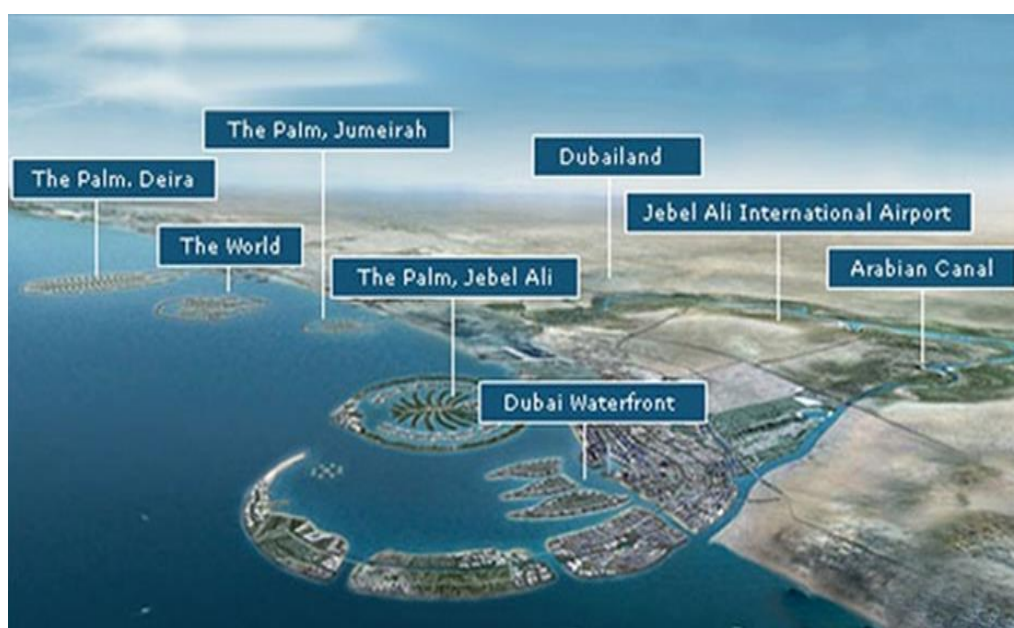 The Palm, Jumeirah
Dubailand
The Palm. Deira
Jebel Ali International Airport
The World
The Palm, Jebel Ali
Arabian Canal
Dubai Waterfront